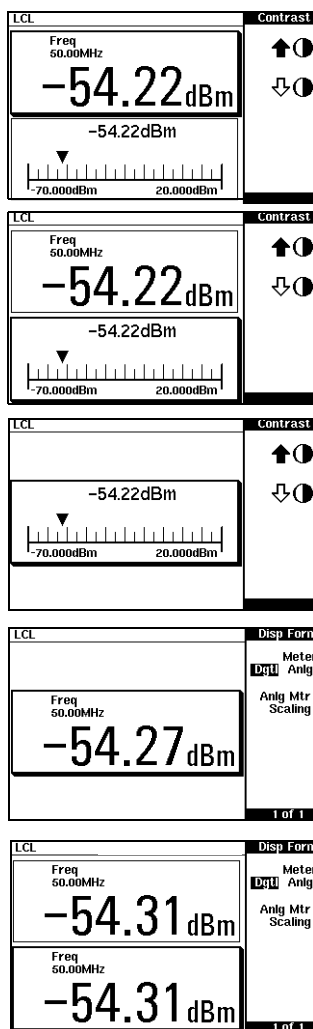 LCL Contrast
Freq
50.00MHz
−54.22dBm
−54.22dBm
-70.000dBm 20.000dBm
LCL Contrast
Freq
50.00MHz
−54.22dBm
−54.22dBm
-70.000dBm 20.000dBm
LCL Contrast
−54.22dBm
-70.000dBm 20.000dBm
LCL Disp Form
Meter
Dgtl Anlg
Freq
50.00MHz
Anlg Mtr
Scaling
−54.27dBm
1 of 1
LCL Disp Form
Freq
50.00MHz
Meter
Dgtl Anlg
−54.31dBm
Anlg Mtr
Scaling
Freq
50.00MHz
−54.31dBm
1 of 1